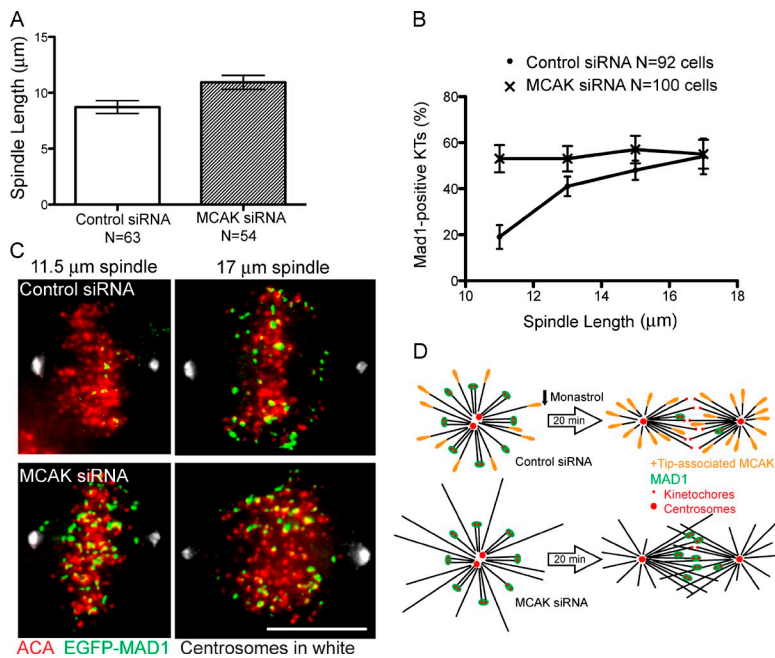 A
Spindle Length (μm)
15
10
5
0
Control siRNA
N=63
MCAK siRNA
N=54
B
Control siRNA N=92 cells
MCAK siRNA N=100 cells
Mad1-positive KTs (%)
80
60
40
20
0
10 12 14 16 18
Spindle Length (μm)
C
11.5 μm spindle
17 μm spindle
Control siRNA
MCAK siRNA
ACA EGFP-MAD1 Centrosomes in white
D
Monastrol
20 min
Control siRNA
+Tip-associated MCAK
MAD1
Kinetochores
Centrosomes
20 min
MCAK siRNA